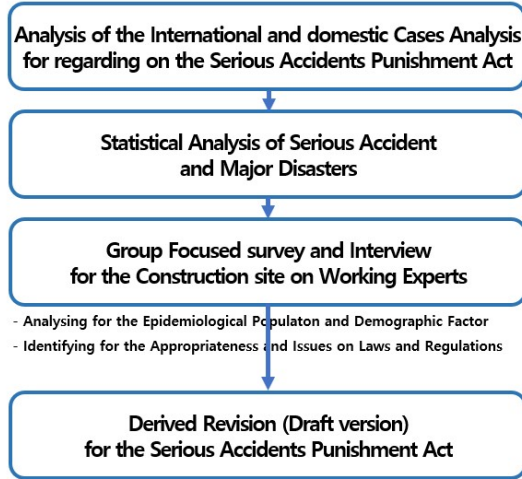 Analysis of the International and domestic Cases Analysis
for regarding on the Serious Accidents Punishment Act
Statistical Analysis of Serious Accident
and Major Disasters
Group Focused survey and Interview
for the Construction site on Working Experts
- Analysing for the Epidemiological Populaton and Demographic Factor
- Identifying for the Appropriateness and Issues on Laws and Regulations
Derived Revision (Draft version)
for the Serious Accidents Punishment Act